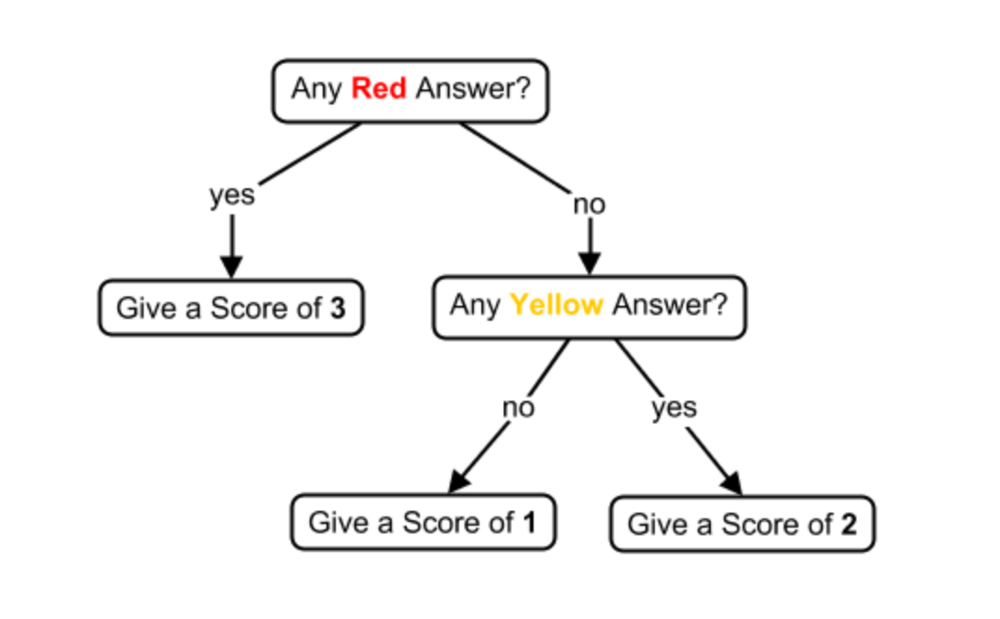 Any Red Answer?
yes
no
Give a Score of 3
Any Yellow Answer?
no
yes
Give a Score of 1
Give a Score of 2